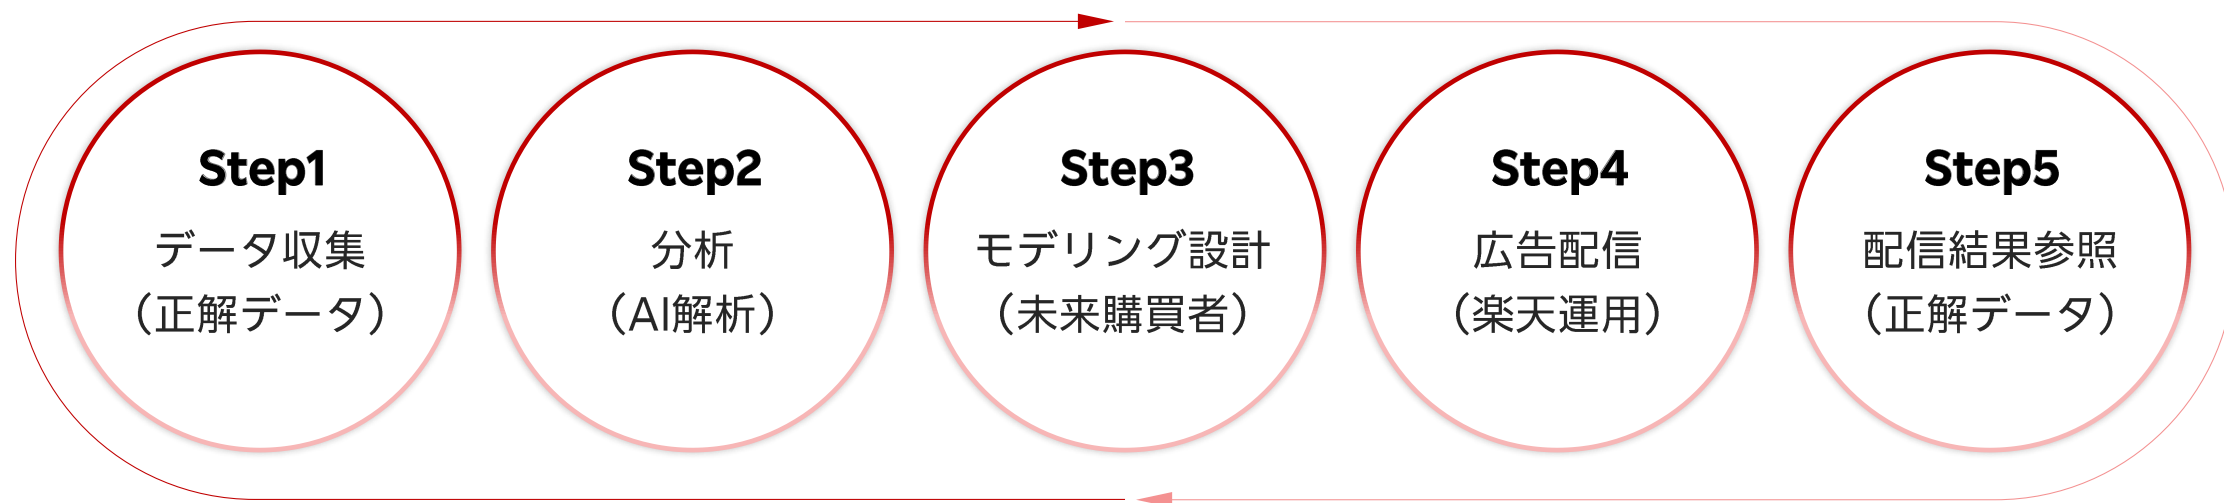 Step1
データ収集
（正解データ）
Step2
分析
（AI解析）
Step3
モデリング設計
（未来購買者）
Step4
広告配信
（楽天運用）
Step5
配信結果参照
（正解データ）